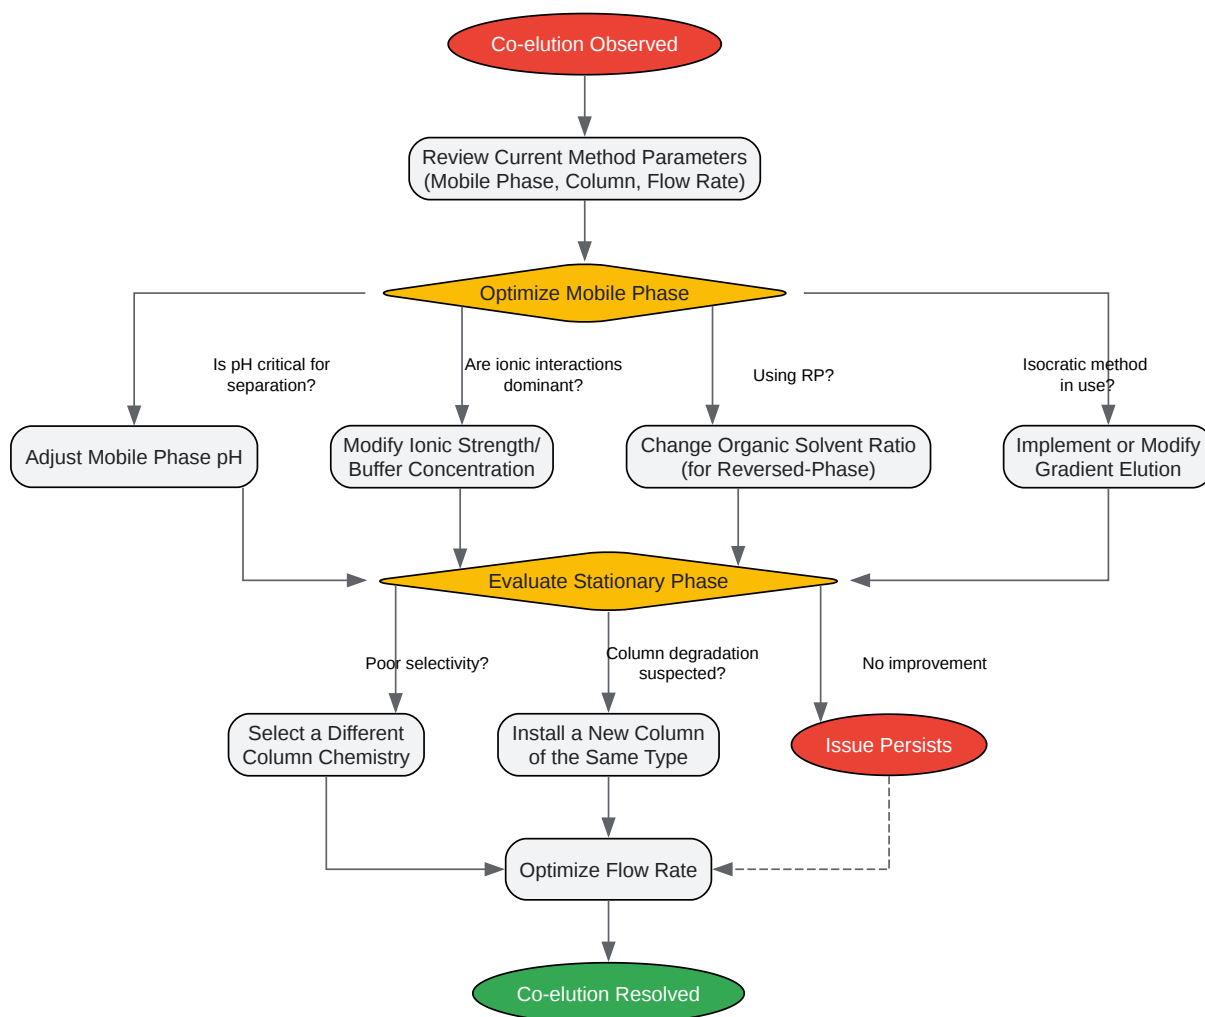 Co-elution Observed
Review Current Method Parameters
(Mobile Phase, Column, Flow Rate)
Optimize Mobile Phase
Is pH critical for
separation?
Are ionic interactions
dominant?
Using RP?
Isocratic method
in use?
Adjust Mobile Phase pH
Modify Ionic Strength/
Buffer Concentration
Change Organic Solvent Ratio
(for Reversed-Phase)
Implement or Modify
Gradient Elution
Evaluate Stationary Phase
Poor selectivity?
Column degradation
suspected?
No improvement
Select a Different
Column Chemistry
Install a New Column
of the Same Type
Issue Persists
Optimize Flow Rate
Co-elution Resolved